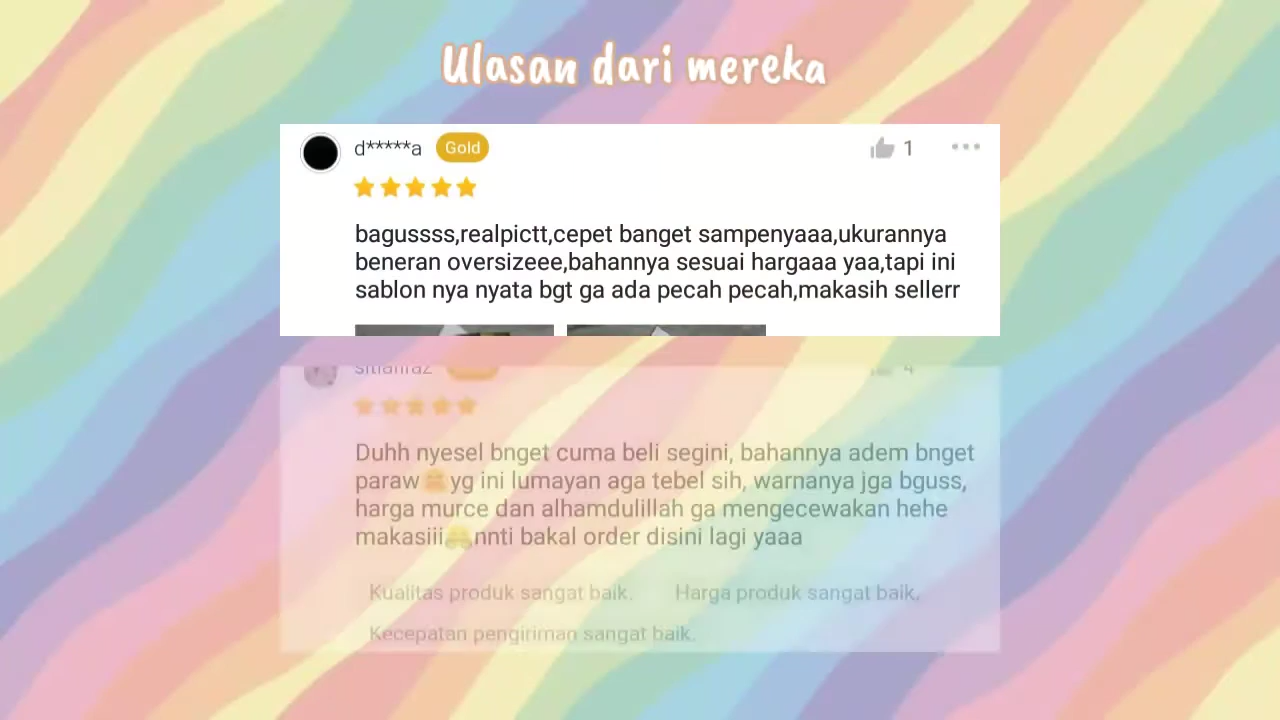 Ulasan dari mereka
d*****a Gold 1
bagussss,realpictt,cepet banget sampenyaaa,ukurannya
beneran oversizeee,bahannya sesuai hargaaa yaa,tapi ini
sablon nya nyata bgt ga ada pecah pecah,makasih sellerr
4
Duhh nyesel bnget cuma beli segini, bahannya adem bnget
paraw yg ini lumayan aga tebel sih, warnanya jga bguss,
harga murce dan alhamdulillah ga mengecewakan hehe
makasiii nnti bakal order disini lagi yaaa
Kualitas produk sangat baik. Harga produk sangat baik.
Kecepatan pengiriman sangat baik.